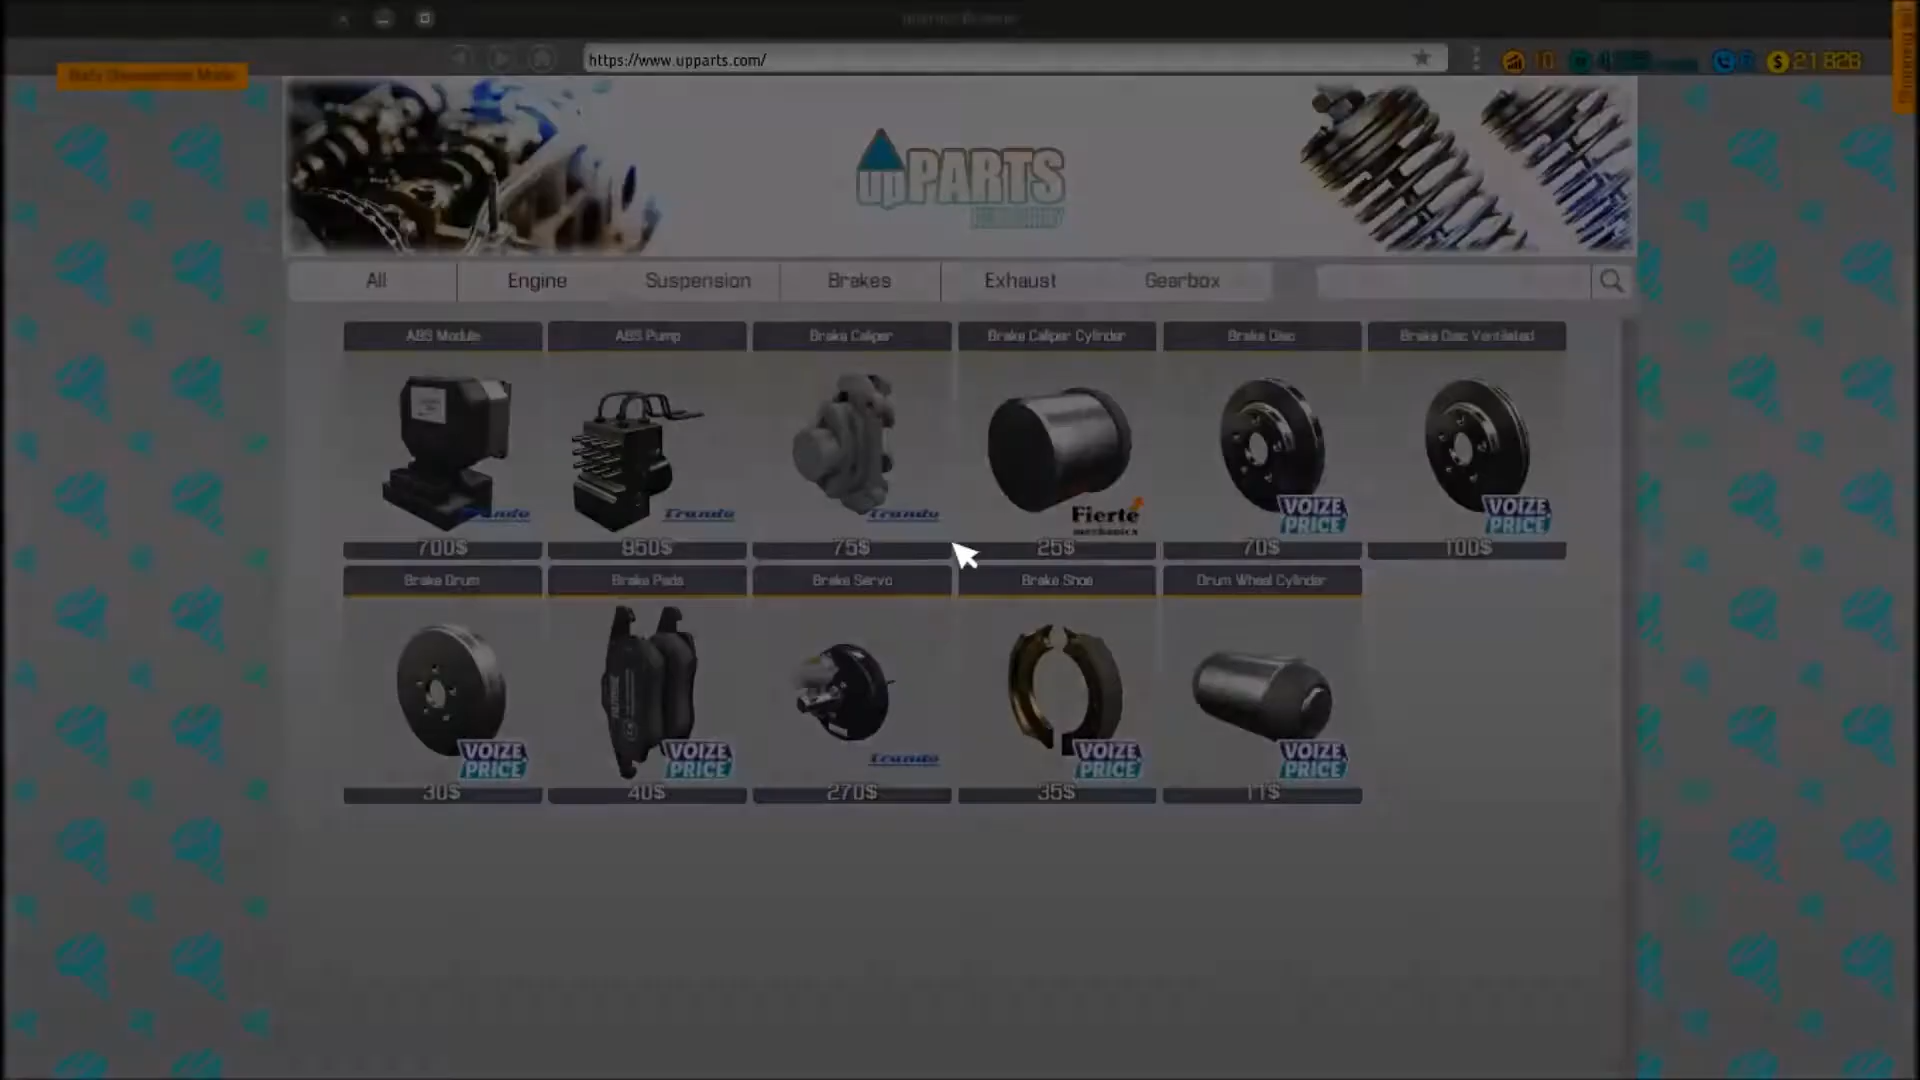 https://www.upparts.com/
10
21 828
upPARTS
All
Engine
Suspension
Brakes
Exhaust
Gearbox
ABS Module
ABS Pump
Brake Caliper
Brake Caliper Cylinder
Brake Disc
Brake Disc Ventilated
Fierte
mechanica
VOIZE
PRICE
VOIZE
PRICE
700$
850$
75$
25$
70$
100$
Brake Drum
Brake Pads
Brake Servo
Brake Shoe
Drum Wheel Cylinder
VOIZE
PRICE
VOIZE
PRICE
VOIZE
PRICE
VOIZE
PRICE
30$
40$
270$
35$
11$